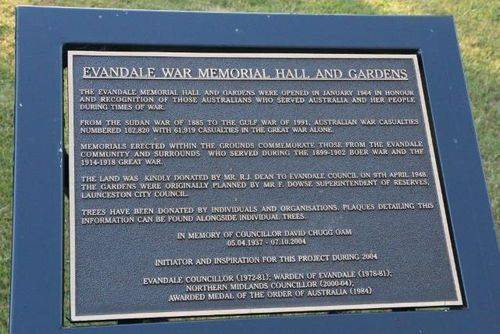 EVANDALE WAR MEMORIAL HALL AND GARDENS
THE EVANDALE MEMORIAL HALL AND GARDENS WERE OPENED IN JANUARY 1964 IN HONOUR
AND RECOGNITION OF THOSE AUSTRALIANS WHO SERVED AUSTRALIA AND HER PEOPLE
DURING TIMES OF WAR.
FROM THE SUDAN WAR OF 1885 TO THE GULF WAR OF 1991, AUSTRALIAN WAR CASUALTIES
NUMBERED 102,820 WITH 61,919 CASUALTIES IN THE GREAT WAR ALONE.
MEMORIALS ERECTED WITHIN THE GROUNDS COMMEMORATE THOSE FROM THE EVANDALE
COMMUNITY AND SURROUNDS WHO SERVED DURING THE 1899-1902 BOER WAR AND THE
1914-1918 GREAT WAR.
THE LAND WAS KINDLY DONATED BY MR. R.J. DEAN TO EVANDALE COUNCIL ON 9TH APRIL 1948.
THE GARDENS WERE ORIGINALLY PLANNED BY MR F. DOWSE SUPERINTENDENT OF RESERVES,
LAUNCESTON CITY COUNCIL.
TREES HAVE BEEN DONATED BY INDIVIDUALS AND ORGANISATIONS. PLAQUES DETAILING THIS
INFORMATION CAN BE FOUND ALONGSIDE INDIVIDUAL TREES.
IN MEMORY OF COUNCILLOR DAVID CHUGG OAM
05.04.1937 - 07.10.2004
INITIATOR AND INSPIRATION FOR THIS PROJECT DURING 2004
EVANDALE COUNCILLOR (1972-81); WARDEN OF EVANDALE (1978-81);
NORTHERN MIDLANDS COUNCILLOR (2000-04);
AWARDED MEDAL OF THE ORDER OF AUSTRALIA (1984)